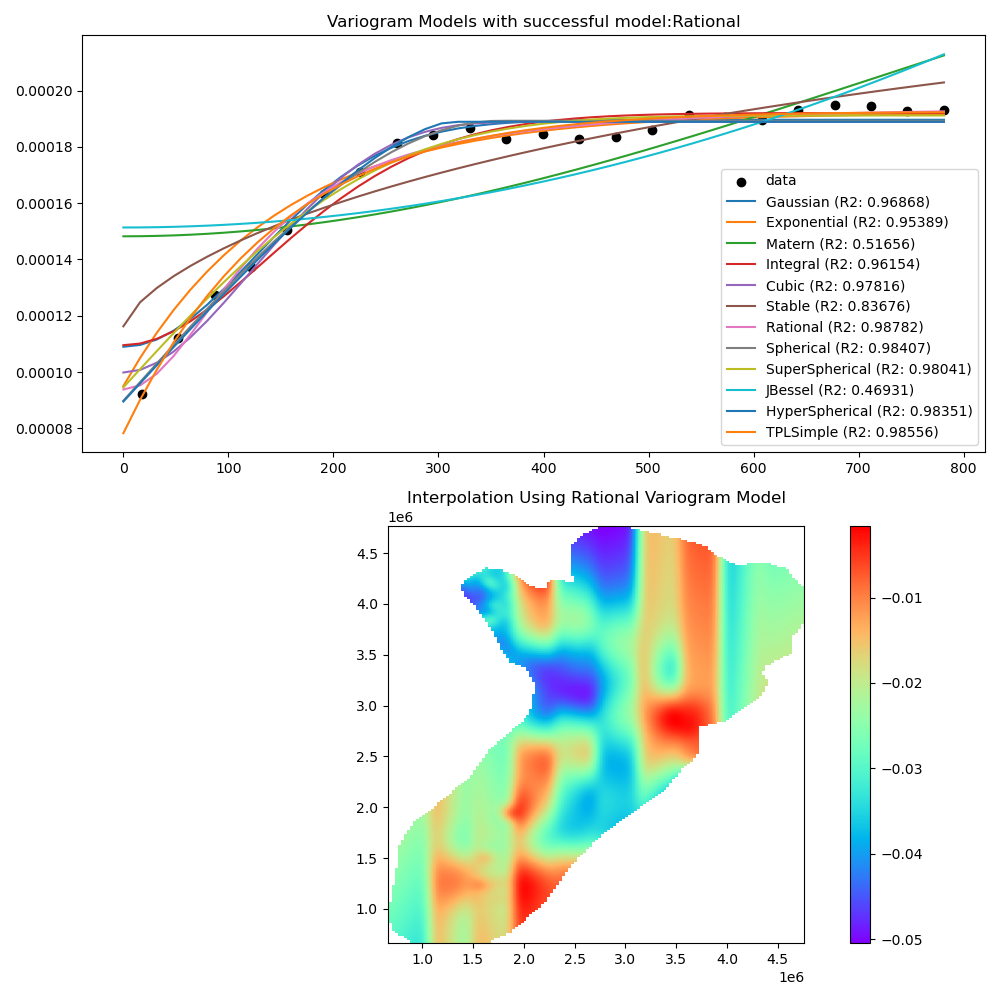 Variogram Models with successful model:Rational
0.00020
0.00018
0.00016
0.00014
0.00012
0.00010
0.00008
data
Gaussian (R2: 0.96868)
Exponential (R2: 0.95389)
Matern (R2: 0.51656)
Integral (R2: 0.96154)
Cubic (R2: 0.97816)
Stable (R2: 0.83676)
Rational (R2: 0.98782)
Spherical (R2: 0.98407)
SuperSpherical (R2: 0.98041)
JBessel (R2: 0.46931)
HyperSpherical (R2: 0.98351)
TPLSimple (R2: 0.98556)
0 100 200 300 400 500 600 700 800
Interpolation Using Rational Variogram Model
1e6
4.5
4.0
3.5
3.0
2.5
2.0
1.5
1.0
1.0 1.5 2.0 2.5 3.0 3.5 4.0 4.5
1e6
−0.01
−0.02
−0.03
−0.04
−0.05